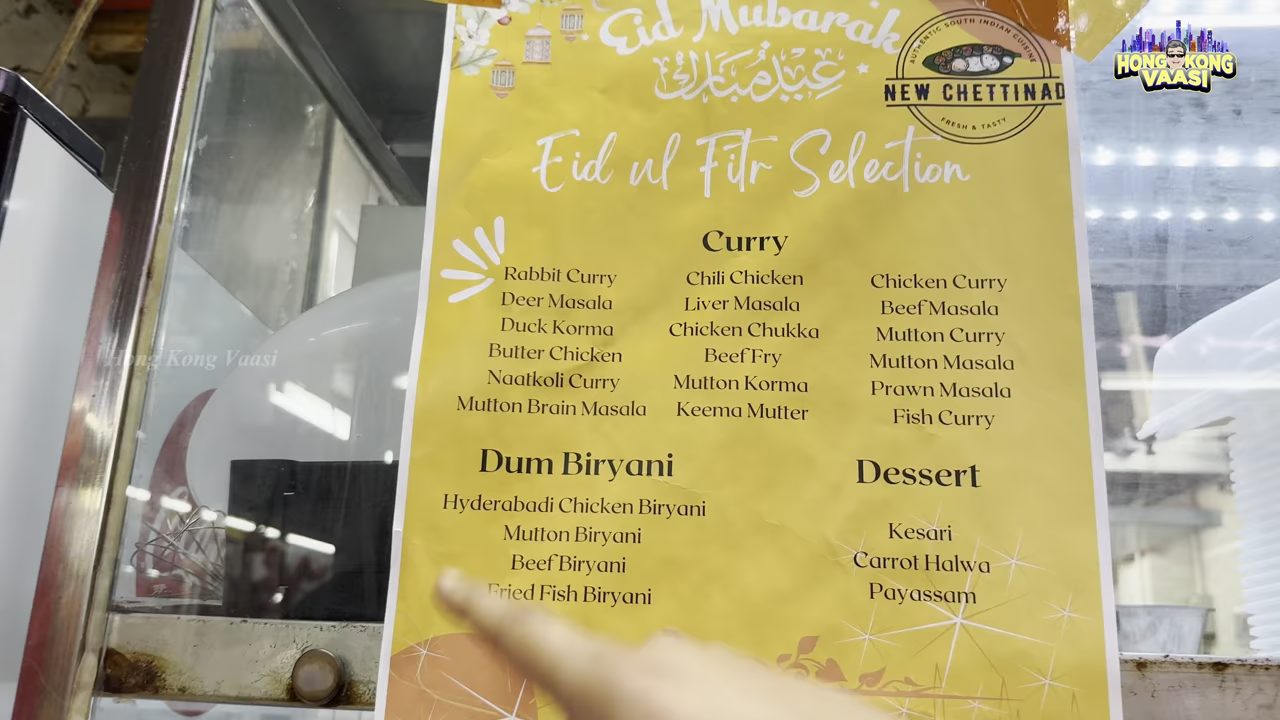 Eid Mubarak
عيد مبارك
AUTHENTIC SOUTH INDIAN CUISINE
NEW CHETTINAD
FRESH & TASTY
HONG KONG
VAASI
Eid ul Fitr Selection
Curry
Rabbit Curry
Deer Masala
Duck Korma
Butter Chicken
Naatkoli Curry
Mutton Brain Masala
Chili Chicken
Liver Masala
Chicken Chukka
Beef Fry
Mutton Korma
Keema Mutter
Chicken Curry
Beef Masala
Mutton Curry
Mutton Masala
Prawn Masala
Fish Curry
Hong Kong Vaasi
Dum Biryani
Hyderabadi Chicken Biryani
Mutton Biryani
Beef Biryani
Fried Fish Biryani
Dessert
Kesari
Carrot Halwa
Payassam